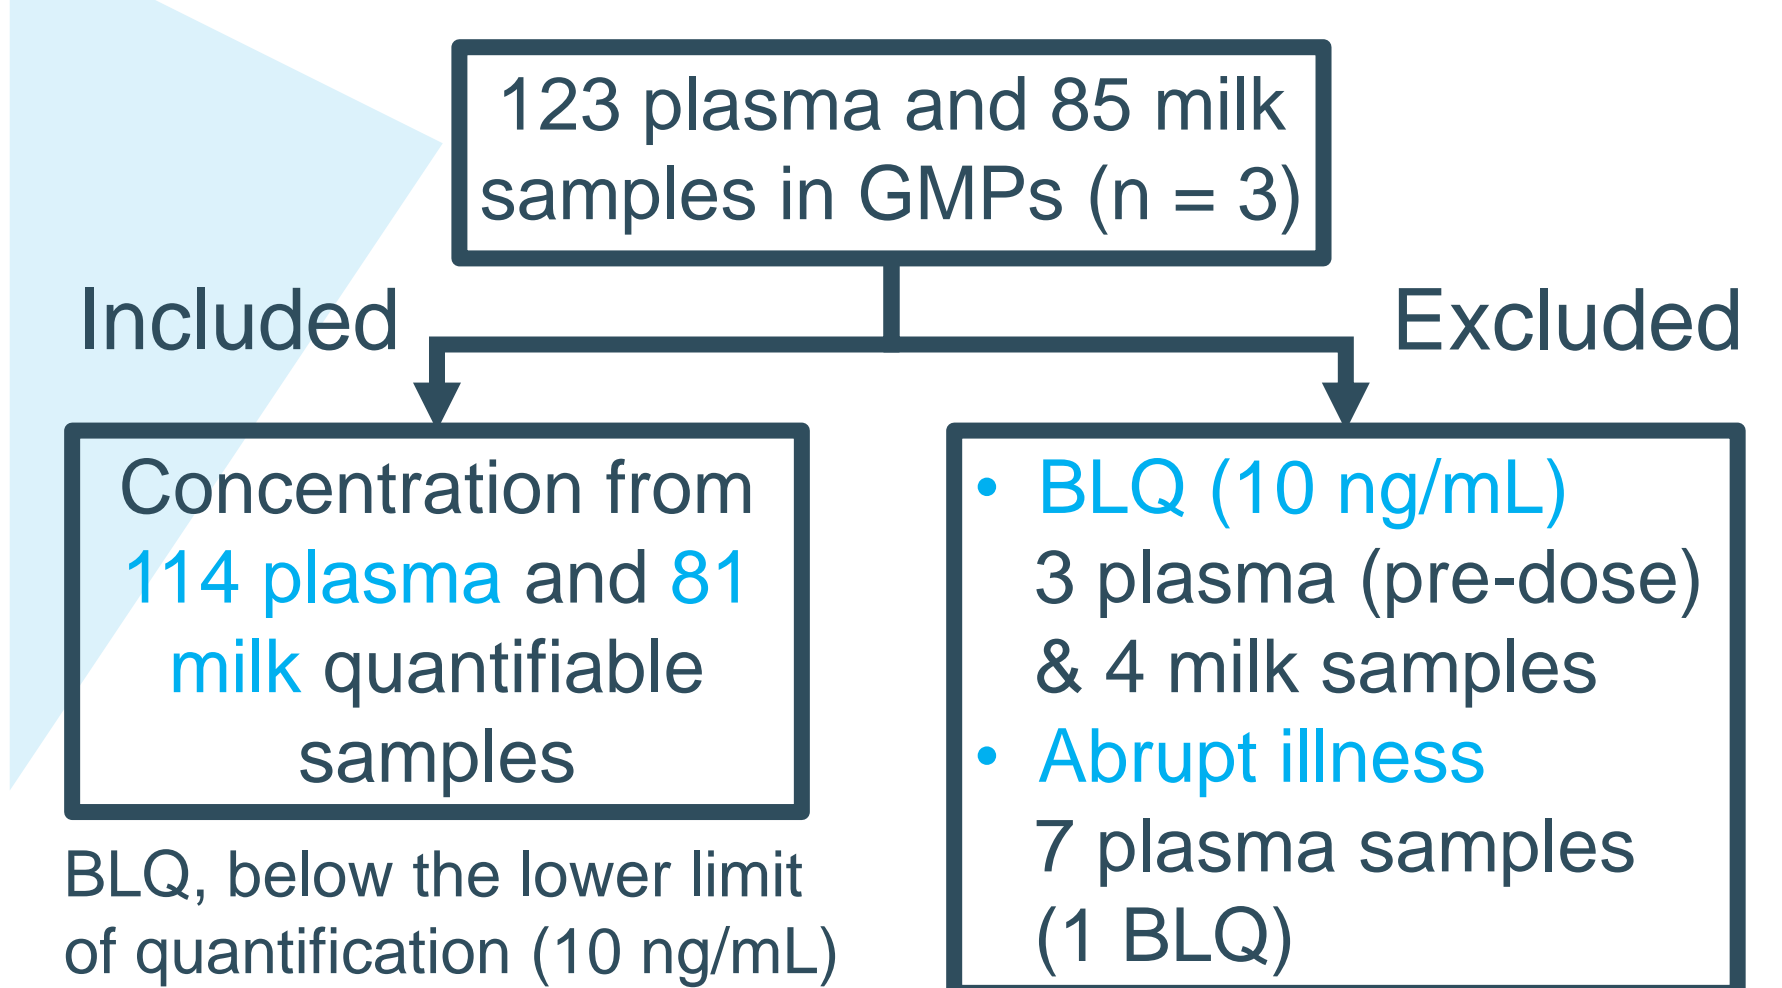 123 plasma and 85 milk
samples in GMPs (n = 3)
Included
Excluded
Concentration from
114 plasma and 81
milk quantifiable
samples
BLQ, below the lower limit
of quantification (10 ng/mL)
• BLQ (10 ng/mL)
3 plasma (pre-dose)
& 4 milk samples
• Abrupt illness
7 plasma samples
(1 BLQ)